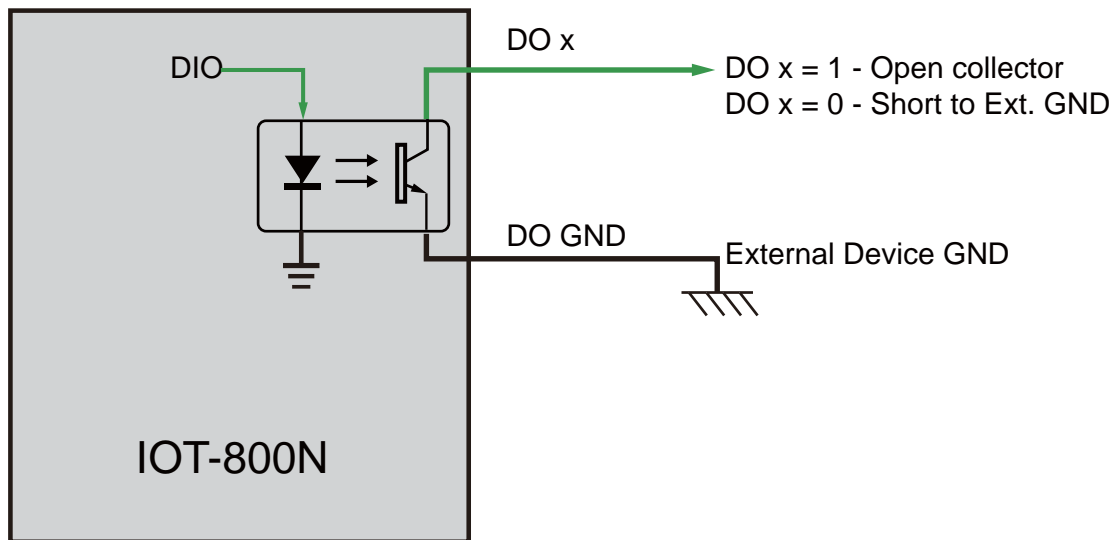 DO x
DIO
DO x = 1 - Open collector
DO x = 0 - Short to Ext. GND
DO GND
External Device GND
IOT-800N